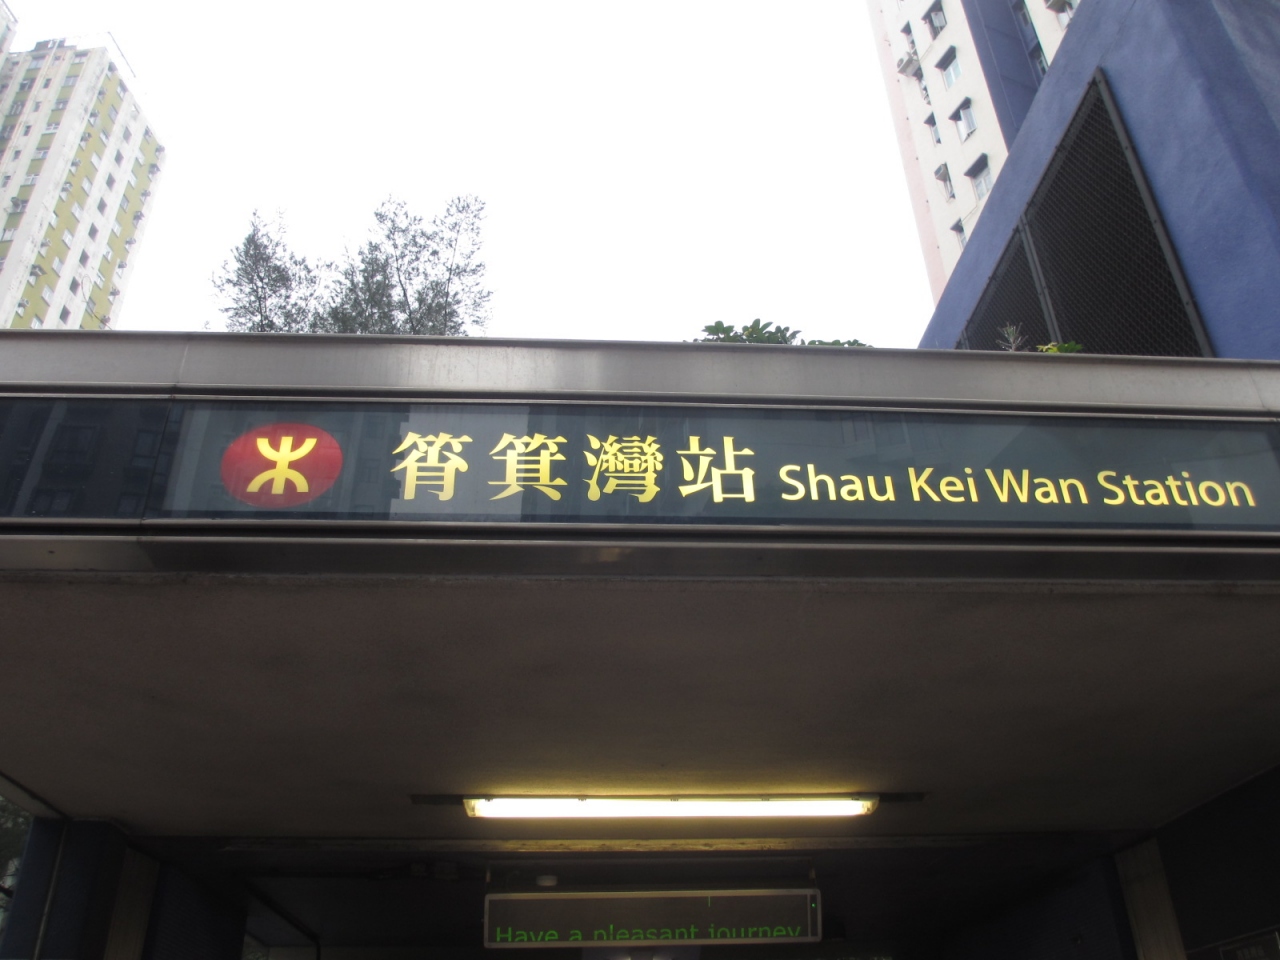 筲箕灣站 Shau Kei Wan Station
Have a pleasant journey